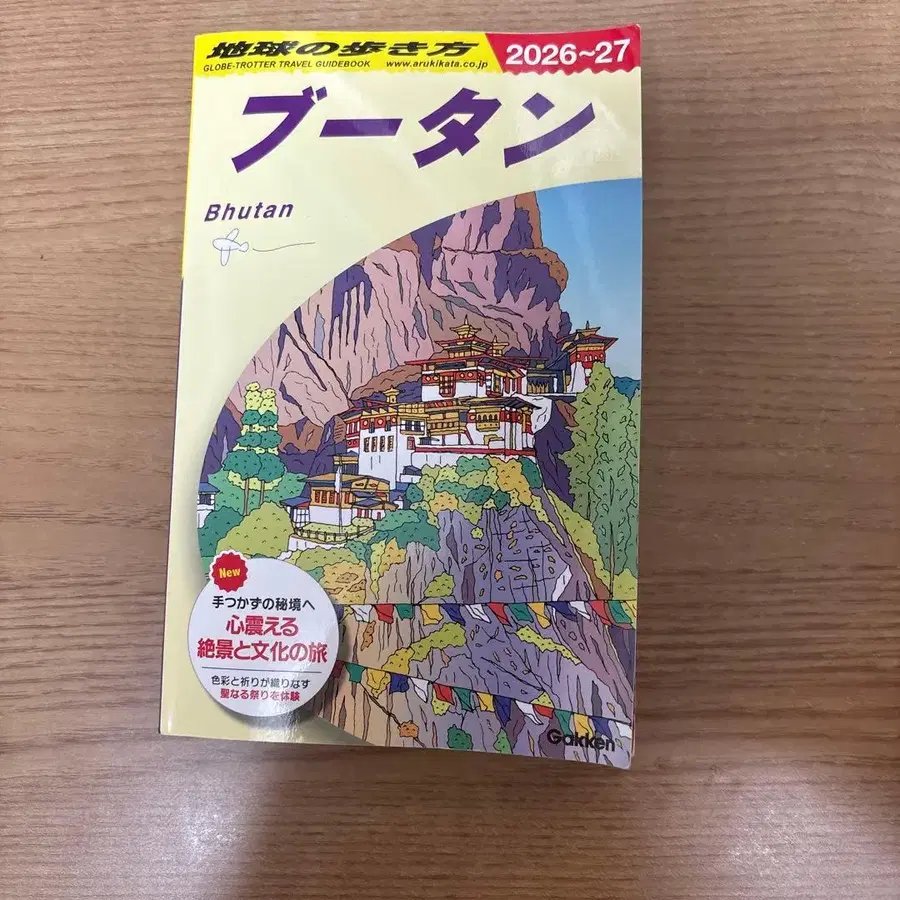 地球の歩き方
2026~27
GLOBE-TROTTER TRAVEL GUIDEBOOK www.arukikata.co.jp
ブータン
Bhutan
New
手つかずの秘境へ
心震える
絶景と文化の旅
色彩と祈りが織りなす
聖なる祭りを体験
Gakken